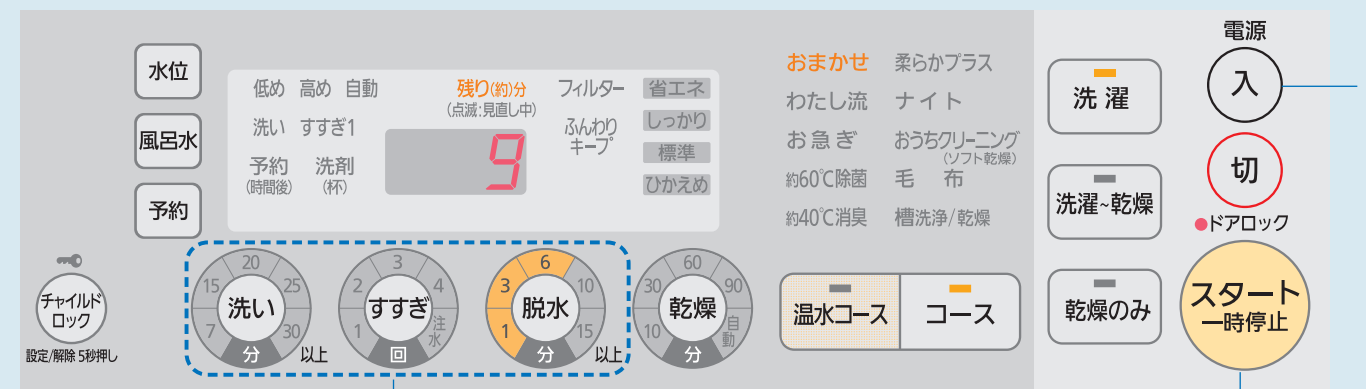 電源
入
切
ドアロック
スタート
一時停止
洗濯
洗濯~乾燥
乾燥のみ
水位
風呂水
予約
低め 高め 自動
残り(約)分
(点滅:見直し中)
フィルター
省エネ
洗い すすぎ1
ふんわり
キープ
しっかり
標準
予約
(時間後)
洗剤
(杯)
9
ひかえめ
おまかせ 柔らかプラス
わたし流 ナイト
お急ぎ おうちクリーニング
(ソフト乾燥)
約60℃除菌 毛 布
約40℃消臭 槽洗浄/乾燥
チャイルド
ロック
設定/解除 5秒押し
洗い
7 15 20 25 30
分 以上
すすぎ
1 2 3 4 注水
回
脱水
1 3 6 10 15
分 以上
乾燥
10 30 60 90 自動
分
温水コース
コース